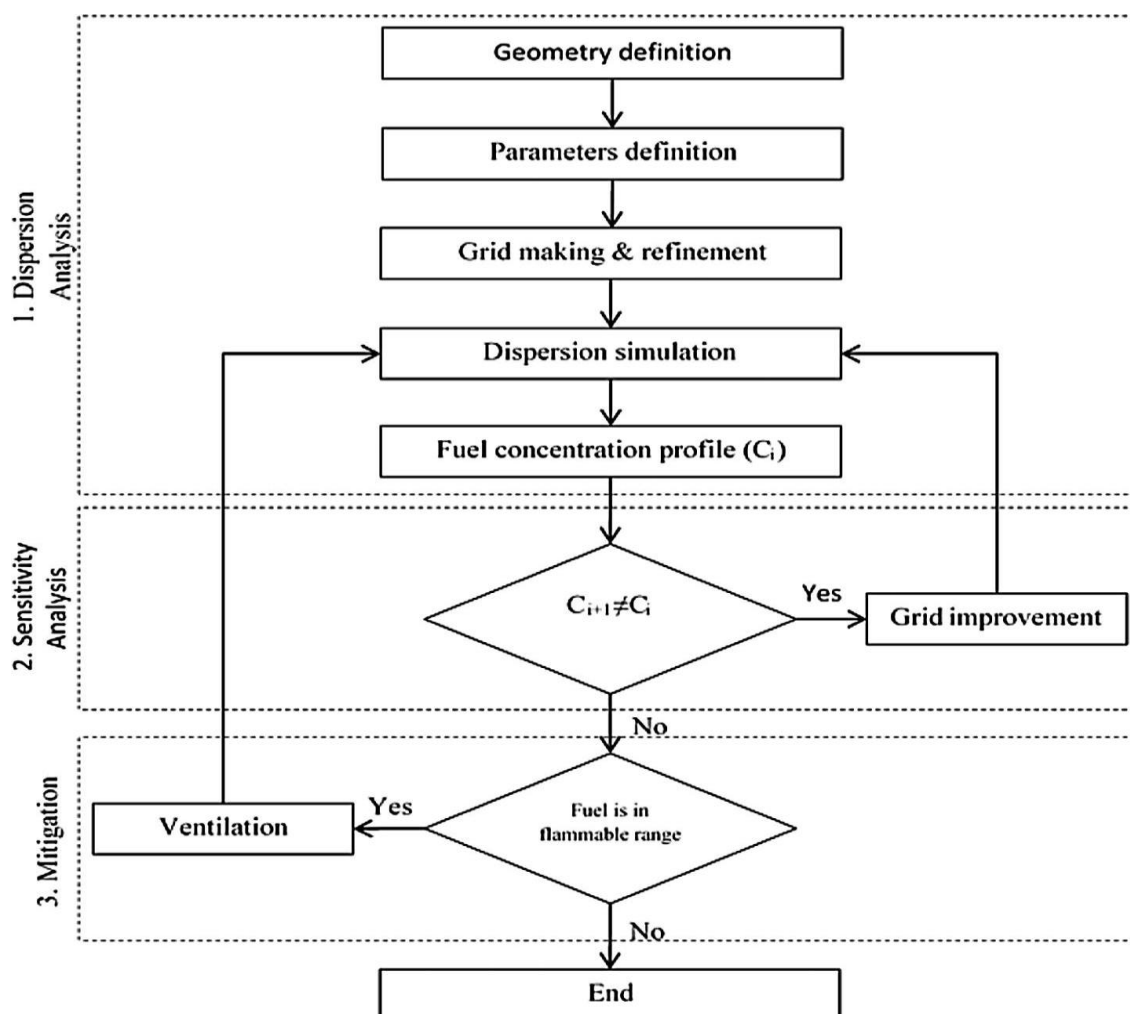 Geometry definition
Parameters definition
1. Dispersion
Analysis
Grid making & refinement
Dispersion simulation
Fuel concentration profile (Cᵢ)
2. Sensitivity
Analysis
Cᵢ₊₁≠Cᵢ
Yes
Grid improvement
No
3. Mitigation
Ventilation
Yes
Fuel is in
flammable range
No
End